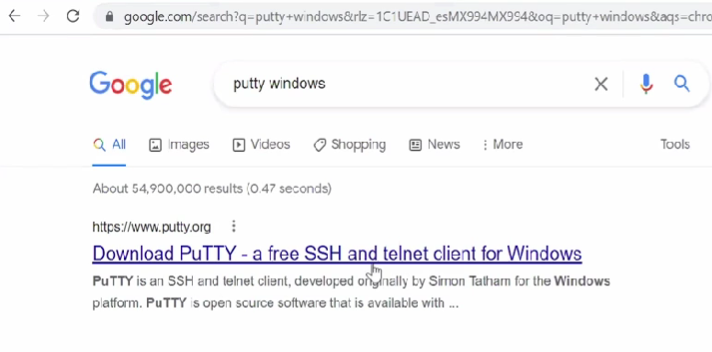 google.com/search?q=putty+windows&rlz=1C1UEAD_esMX994MX994&oq=putty+windows&aqs=chro
Google
putty windows
All Images Videos Shopping News More Tools
About 54,900,000 results (0.47 seconds)
https://www.putty.org
Download PuTTY - a free SSH and telnet client for Windows
PuTTY is an SSH and telnet client, developed originally by Simon Tatham for the Windows
platform. PuTTY is open source software that is available with ...